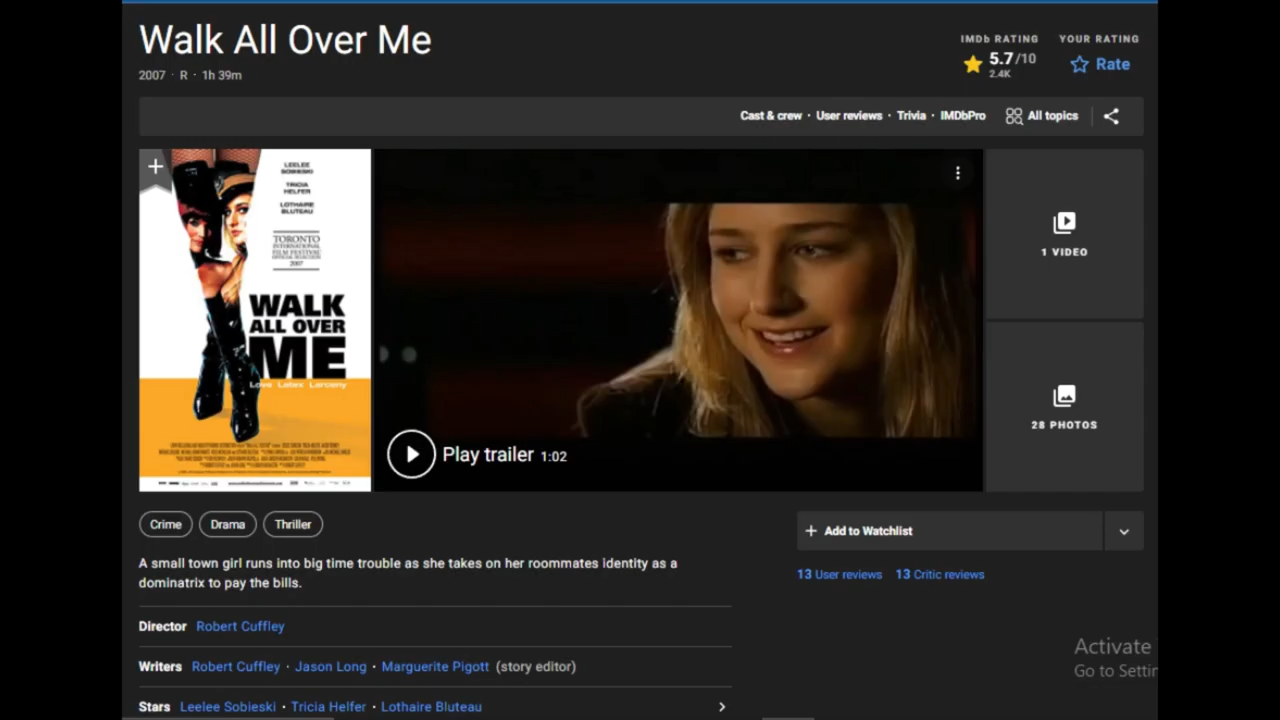 Walk All Over Me
2007 · R · 1h 39m
IMDb RATING
5.7/10
2.4K
YOUR RATING
Rate
Cast & crew · User reviews · Trivia · IMDbPro
All topics
LEELEE
SOBIESKI
TRICIA
HELFER
LOTHAIRE
BLUTEAU
TORONTO
INTERNATIONAL
FILM FESTIVAL
OFFICIAL SELECTION
2007
WALK
ALL OVER
ME
Love Latex Larceny
Play trailer 1:02
1 VIDEO
28 PHOTOS
Crime
Drama
Thriller
A small town girl runs into big time trouble as she takes on her roommates identity as a
dominatrix to pay the bills.
Add to Watchlist
13 User reviews 13 Critic reviews
Director Robert Cuffley
Writers Robert Cuffley · Jason Long · Marguerite Pigott (story editor)
Stars Leelee Sobieski · Tricia Helfer · Lothaire Bluteau
Activate
Go to Settin